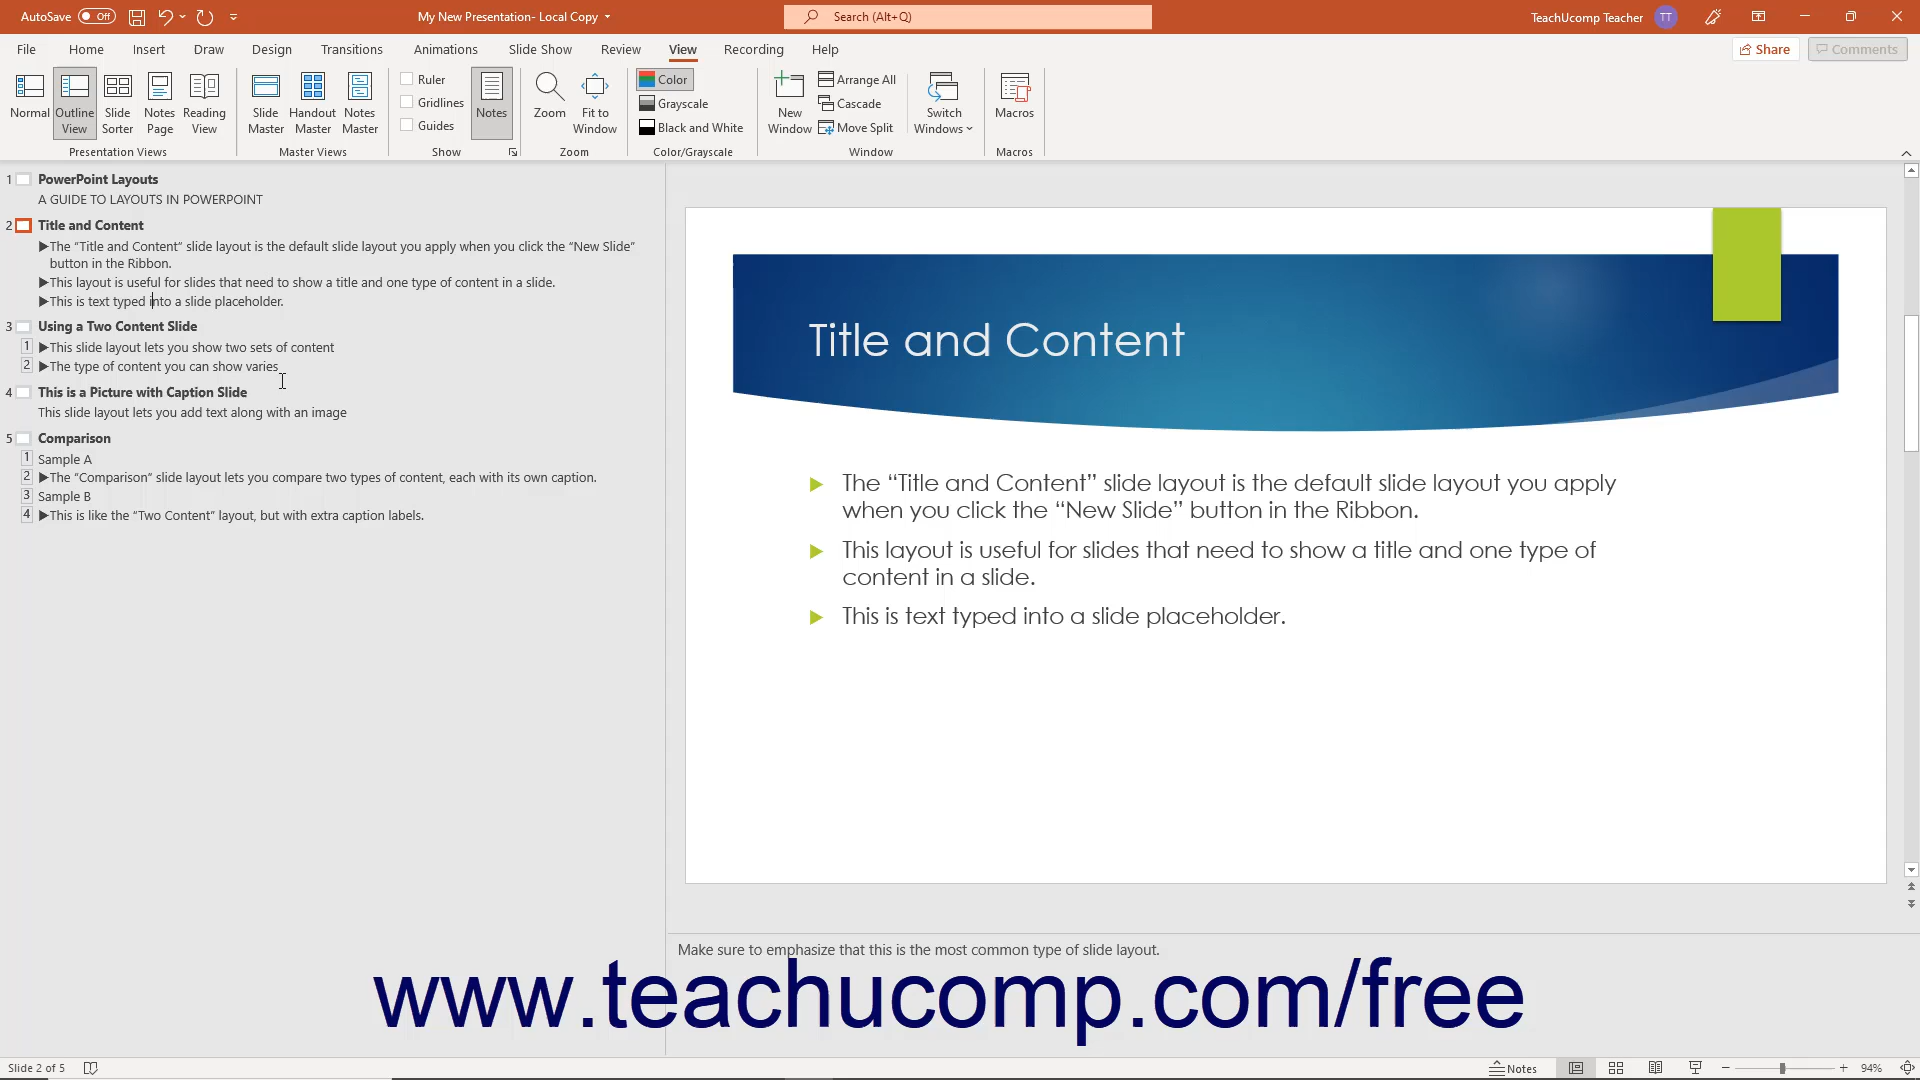 AutoSave Off
My New Presentation- Local Copy
Search (Alt+Q)
TeachUcomp Teacher TT
File Home Insert Draw Design Transitions Animations Slide Show Review View Recording Help
Share Comments
Normal
Outline View
Slide Sorter
Notes Page
Reading View
Presentation Views
Slide Master
Handout Master
Notes Master
Master Views
Ruler
Gridlines
Guides
Notes
Show
Zoom
Fit to Window
Zoom
Color
Grayscale
Black and White
Color/Grayscale
New Window
Arrange All
Cascade
Move Split
Switch Windows
Window
Macros
Macros
1 PowerPoint Layouts
A GUIDE TO LAYOUTS IN POWERPOINT
2 Title and Content
The “Title and Content” slide layout is the default slide layout you apply when you click the “New Slide”
button in the Ribbon.
This layout is useful for slides that need to show a title and one type of content in a slide.
This is text typed into a slide placeholder.
3 Using a Two Content Slide
1 This slide layout lets you show two sets of content
2 The type of content you can show varies
4 This is a Picture with Caption Slide
This slide layout lets you add text along with an image
5 Comparison
1 Sample A
2 The “Comparison” slide layout lets you compare two types of content, each with its own caption.
3 Sample B
4 This is like the “Two Content” layout, but with extra caption labels.
Title and Content
The “Title and Content” slide layout is the default slide layout you apply
when you click the “New Slide” button in the Ribbon.
This layout is useful for slides that need to show a title and one type of
content in a slide.
This is text typed into a slide placeholder.
Make sure to emphasize that this is the most common type of slide layout.
www.teachucomp.com/free
Slide 2 of 5
Notes
94%